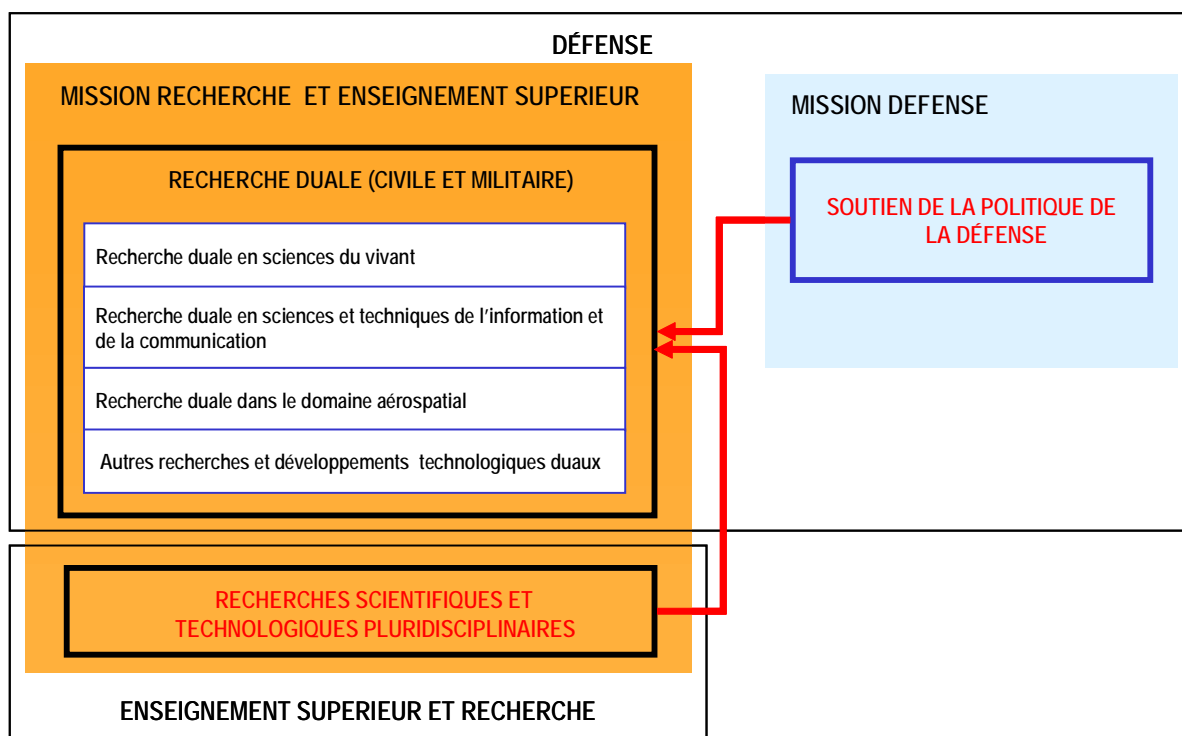 DÉFENSE
MISSION RECHERCHE ET ENSEIGNEMENT SUPERIEUR
RECHERCHE DUALE (CIVILE ET MILITAIRE)
Recherche duale en sciences du vivant
Recherche duale en sciences et techniques de l'information et
de la communication
Recherche duale dans le domaine aérospatial
Autres recherches et développements technologiques duaux
MISSION DEFENSE
SOUTIEN DE LA POLITIQUE DE
LA DÉFENSE
RECHERCHES SCIENTIFIQUES ET
TECHNOLOGIQUES PLURIDISCIPLINAIRES
ENSEIGNEMENT SUPERIEUR ET RECHERCHE